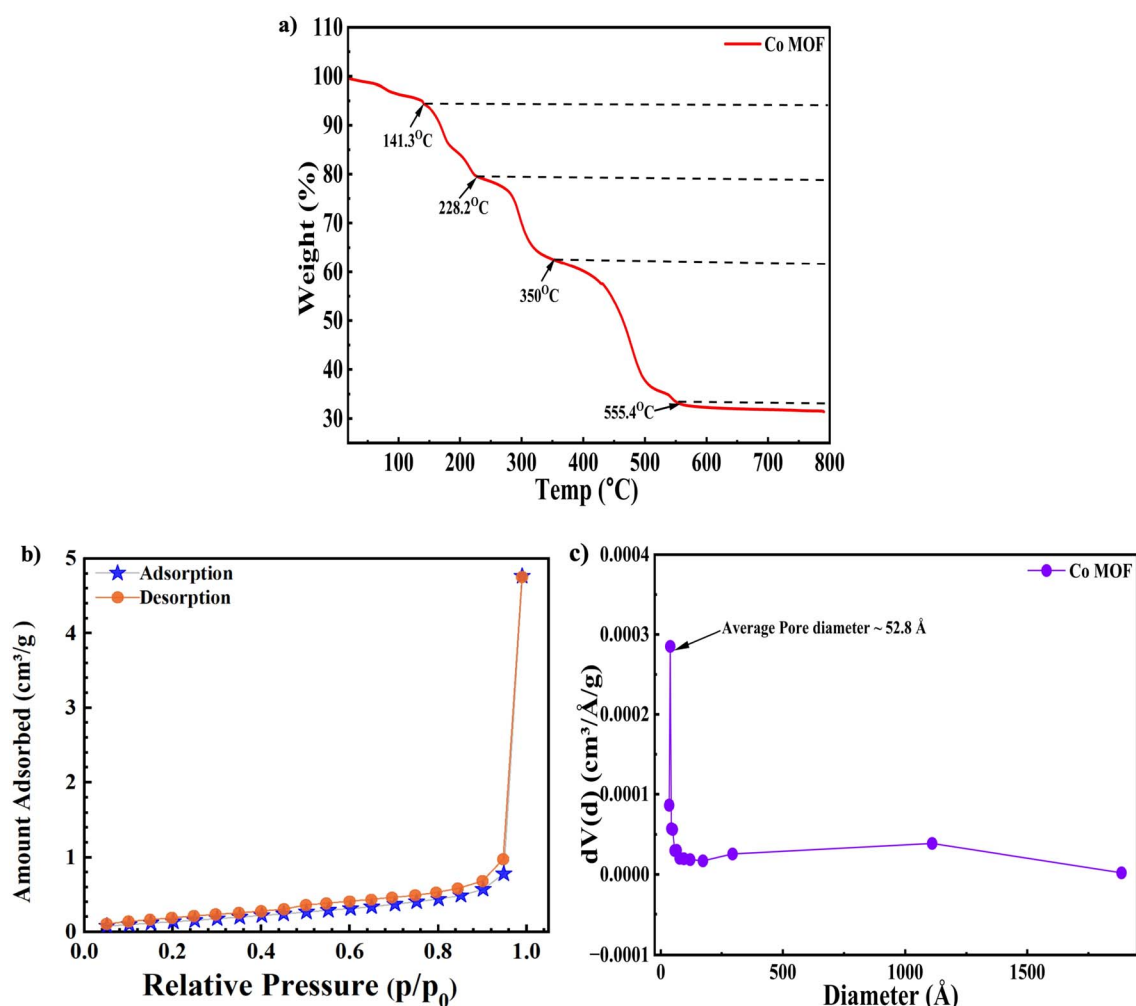 a)
Co MOF
110
100
90
80
70
60
50
40
30
Weight (%)
141.3⁰C
228.2⁰C
350⁰C
555.4⁰C
100 200 300 400 500 600 700 800
Temp (°C)
b)
Adsorption
Desorption
5
4
3
2
1
0
Amount Adsorbed (cm³/g)
0.0 0.2 0.4 0.6 0.8 1.0
Relative Pressure (p/p₀)
c)
Co MOF
Average Pore diameter ~ 52.8 Å
0.0004
0.0003
0.0002
0.0001
0.0000
−0.0001
dV(d) (cm³/Å/g)
0 500 1000 1500
Diameter (Å)